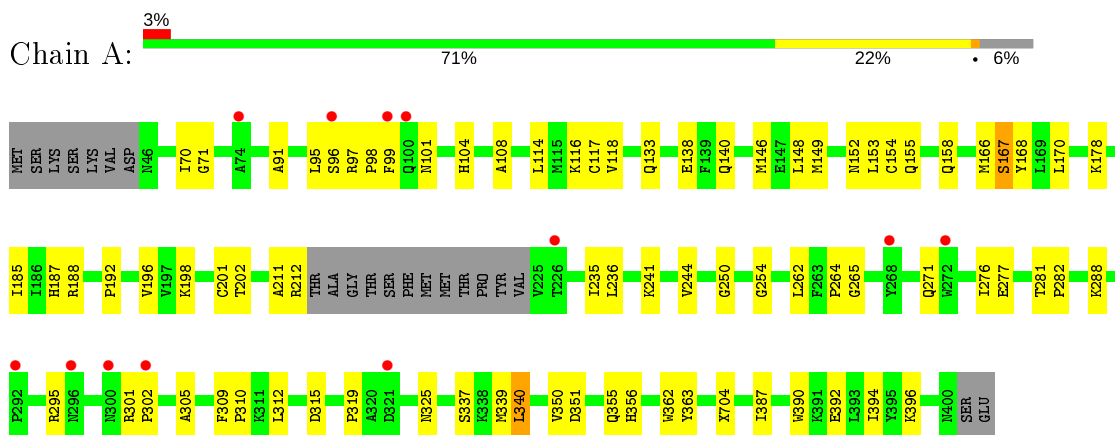 3%
Chain A:
71% 22% • 6%
MET SER LYS SER LYS VAL ASP N46 I70 G71 A74 A91 L95 S96 R97 P98 F99 Q100 N101 H104 A108 L114 M115 K116 C117 V118 Q133 E138 F139 Q140 M146 E147 L148 M149 N152 L153 C154 Q155 Q158 M166 S167 Y168 L169 L170 K178
I185 I186 H187 R188 P192 V196 V197 K198 C201 T202 A211 R212 THR ALA GLY THR SER PHE MET MET THR PRO TYR VAL V225 T226 I235 L236 K241 V244 G250 G254 L262 F263 P264 G265 Y268 Q271 W272 I276 E277 T281 P282 K288
P292 R295 N296 N300 R301 P302 A305 F309 P310 K311 L312 D315 P319 A320 D321 N325 S337 K338 M339 L340 V350 D351 Q355 H356 W362 Y363 X704 I387 W390 K391 E392 L393 I394 Y395 K396 N400 SER GLU